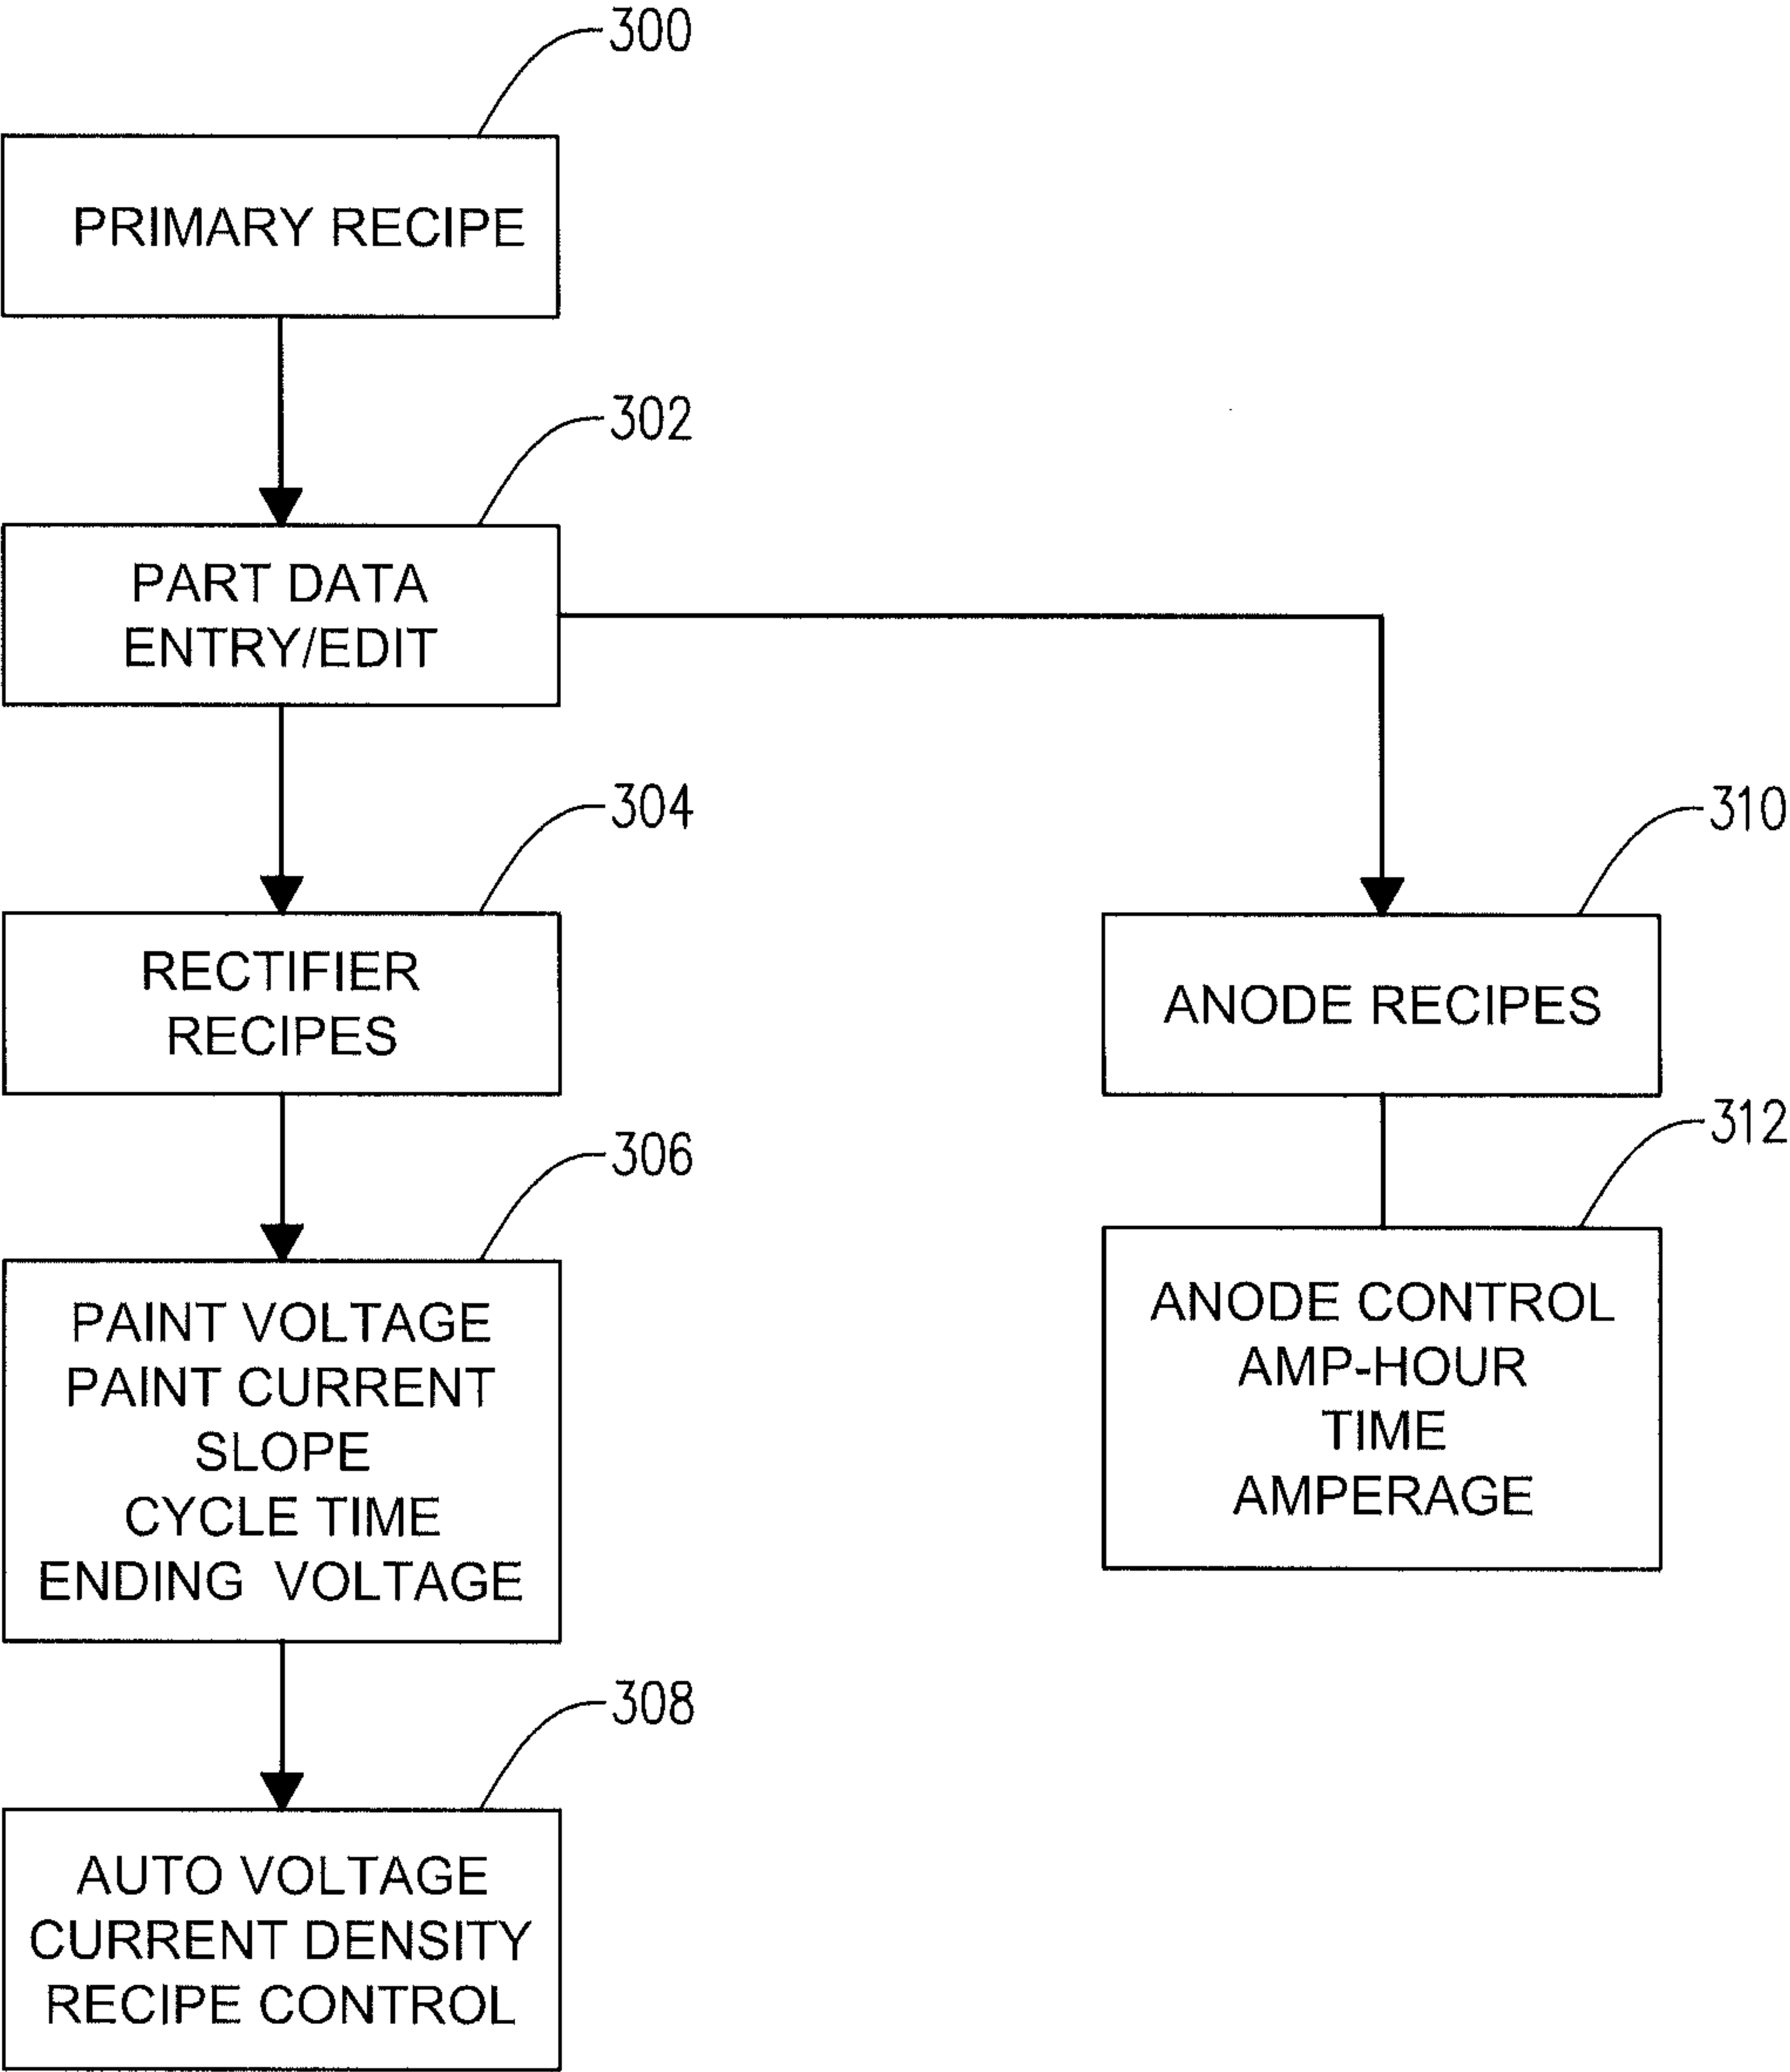 300
PRIMARY RECIPE
302
PART DATA
ENTRY/EDIT
304
RECTIFIER
RECIPES
306
PAINT VOLTAGE
PAINT CURRENT
SLOPE
CYCLE TIME
ENDING VOLTAGE
308
AUTO VOLTAGE
CURRENT DENSITY
RECIPE CONTROL
310
ANODE RECIPES
312
ANODE CONTROL
AMP-HOUR
TIME
AMPERAGE